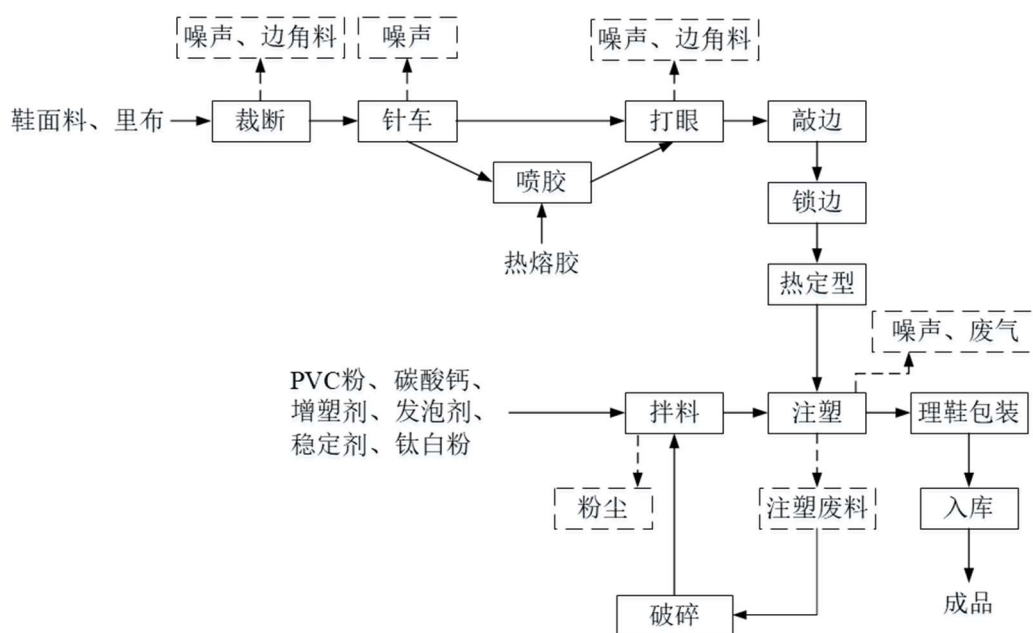 噪声、边角料
噪声
噪声、边角料
鞋面料、里布
裁断
针车
打眼
敲边
喷胶
锁边
热熔胶
热定型
噪声、废气
PVC粉、碳酸钙、
增塑剂、发泡剂、
稳定剂、钛白粉
拌料
注塑
理鞋包装
粉尘
注塑废料
入库
破碎
成品